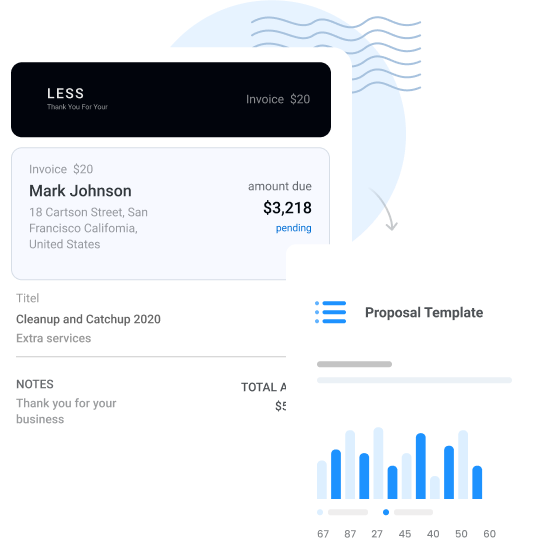 LESS
Thank You For Your
Invoice $20
Invoice $20
Mark Johnson
18 Cartson Street, San
Francisco Califomia,
United States
amount due
$3,218
pending
Titel
Cleanup and Catchup 2020
Extra services
NOTES
Thank you for your
business
TOTAL A
$5
Proposal Template
67 87 27 45 40 50 60